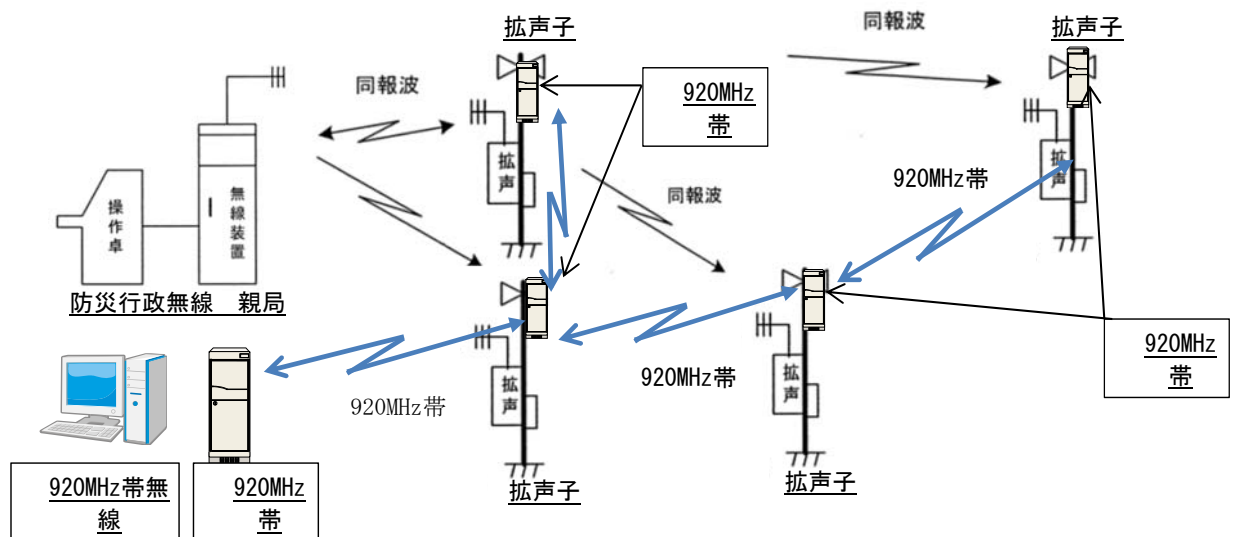 拡声子
同報波
拡声子
同報波
920MHz
帯
拡声
拡声
920MHz帯
同報波
操作卓
無線装置
防災行政無線　親局
920MHz帯
920MHz帯
拡声
拡声
920MHz
帯
拡声子
拡声子
920MHz帯無
線
920MHz
帯